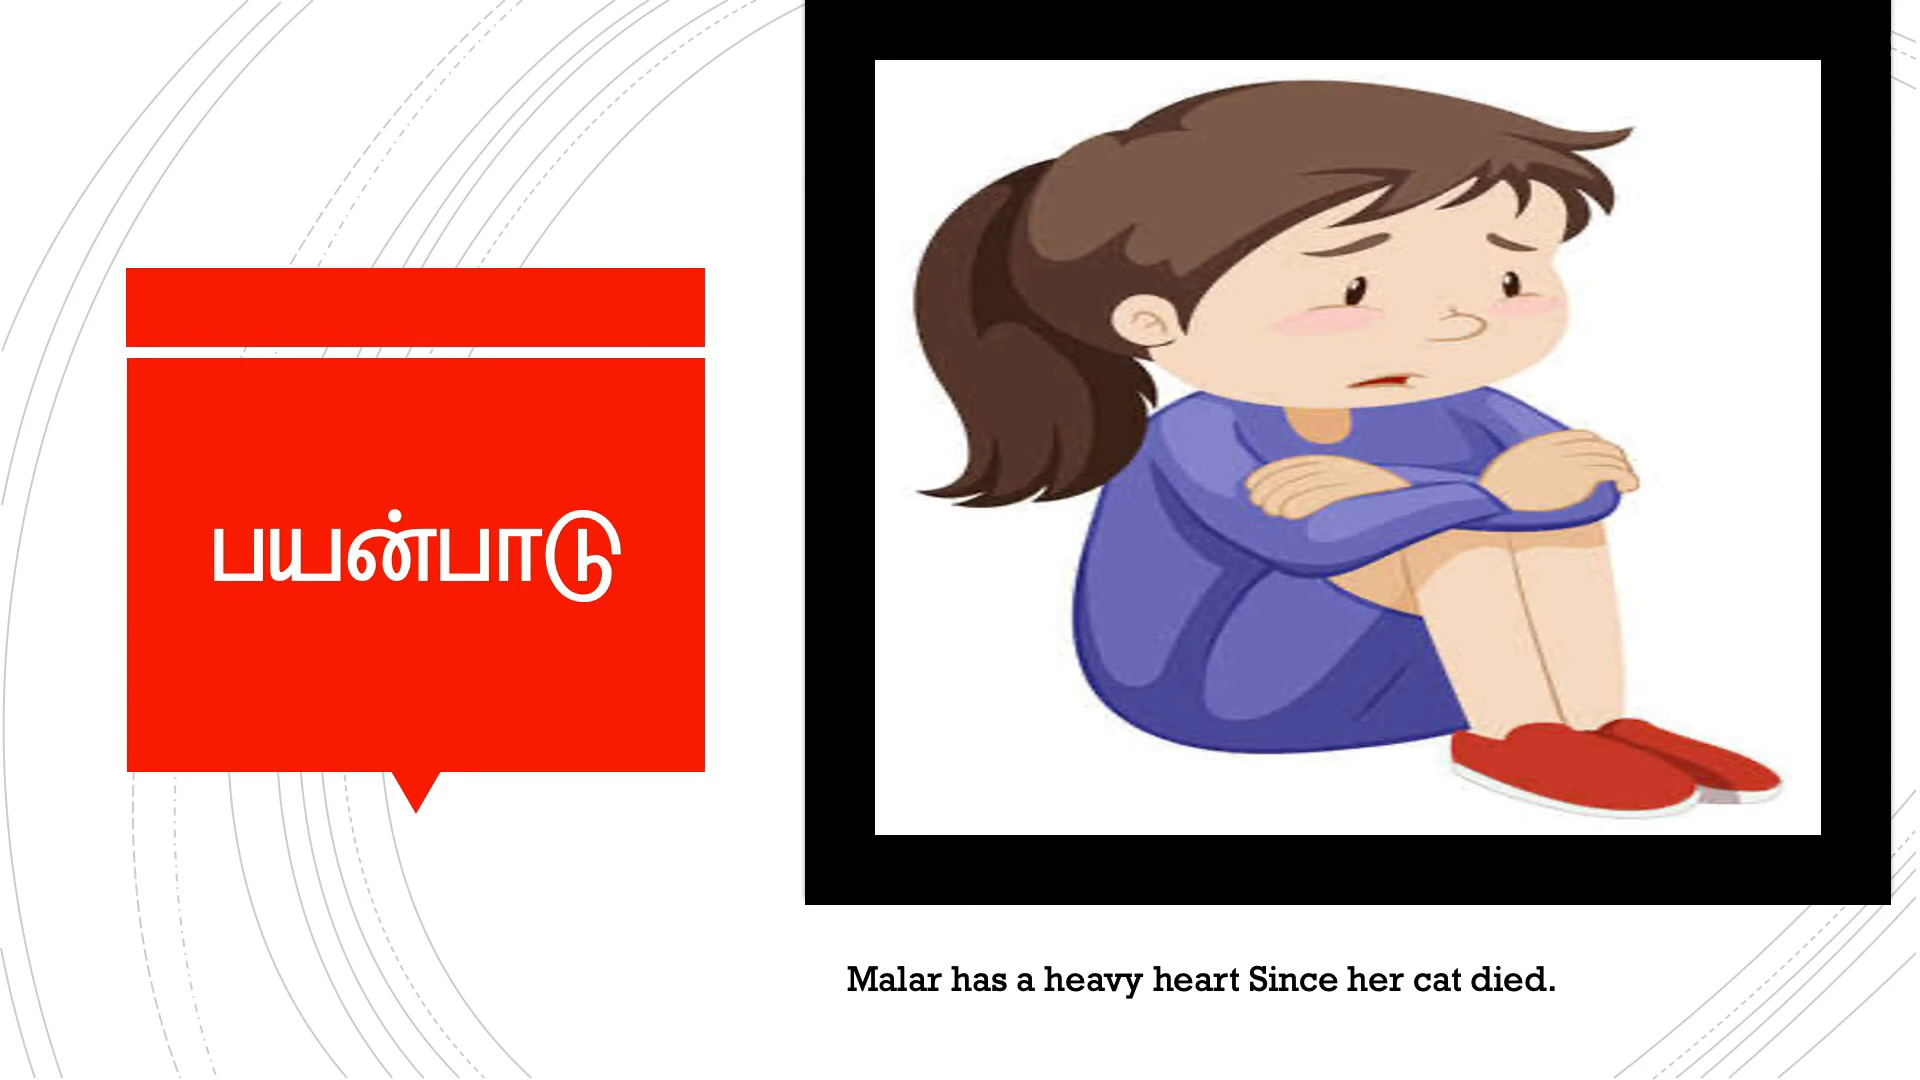 பயன்பாடு
Malar has a heavy heart Since her cat died.